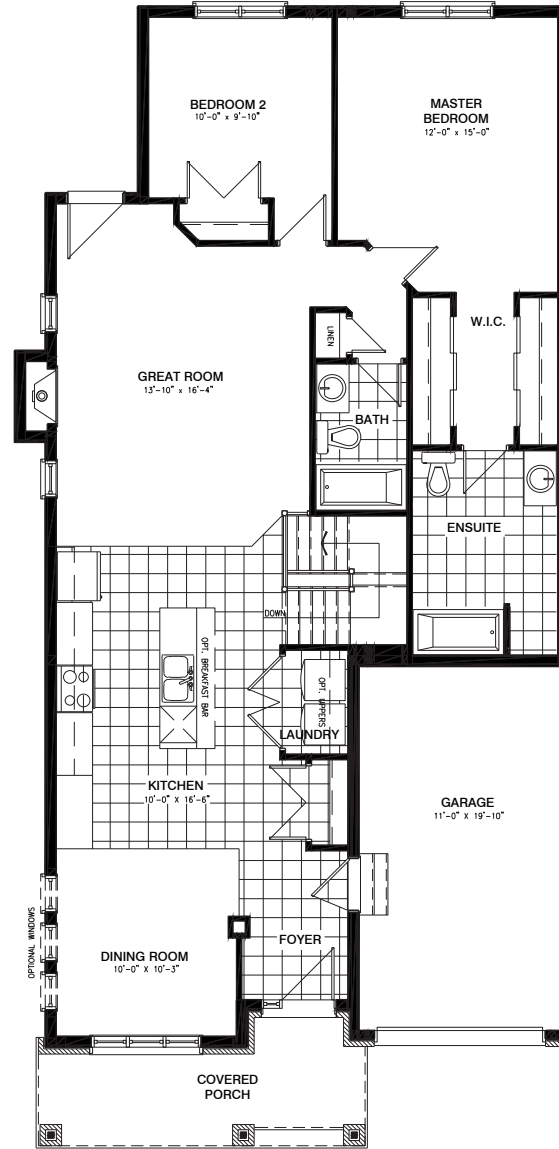 BEDROOM 2
10'-0" x 9'-10"
MASTER
BEDROOM
12'-0" x 15'-0"
W.I.C.
LINEN
GREAT ROOM
13'-10" x 16'-4"
BATH
ENSUITE
DOWN
OPT. BREAKFAST BAR
OPT. UPPERS
LAUNDRY
KITCHEN
10'-0" X 16'-6"
GARAGE
11'-0" x 19'-10"
OPTIONAL WINDOWS
DINING ROOM
10'-0" X 10'-3"
FOYER
COVERED
PORCH